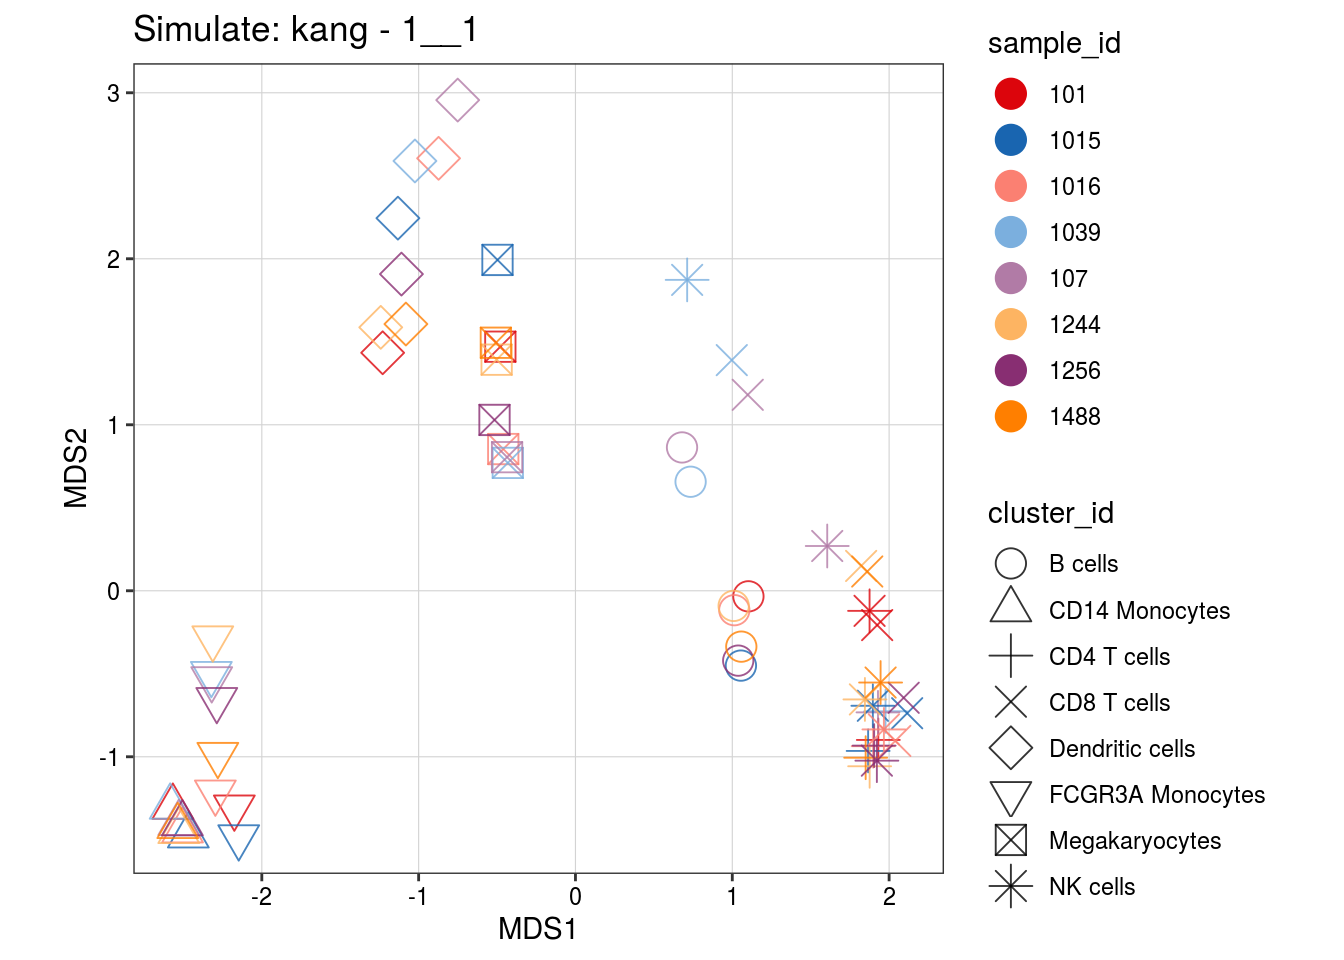 Simulate: kang - 1__1
3
2
1
0
-1
-2
-1
0
1
2
MDS1
MDS2
sample_id
101
1015
1016
1039
107
1244
1256
1488
cluster_id
B cells
CD14 Monocytes
CD4 T cells
CD8 T cells
Dendritic cells
FCGR3A Monocytes
Megakaryocytes
NK cells